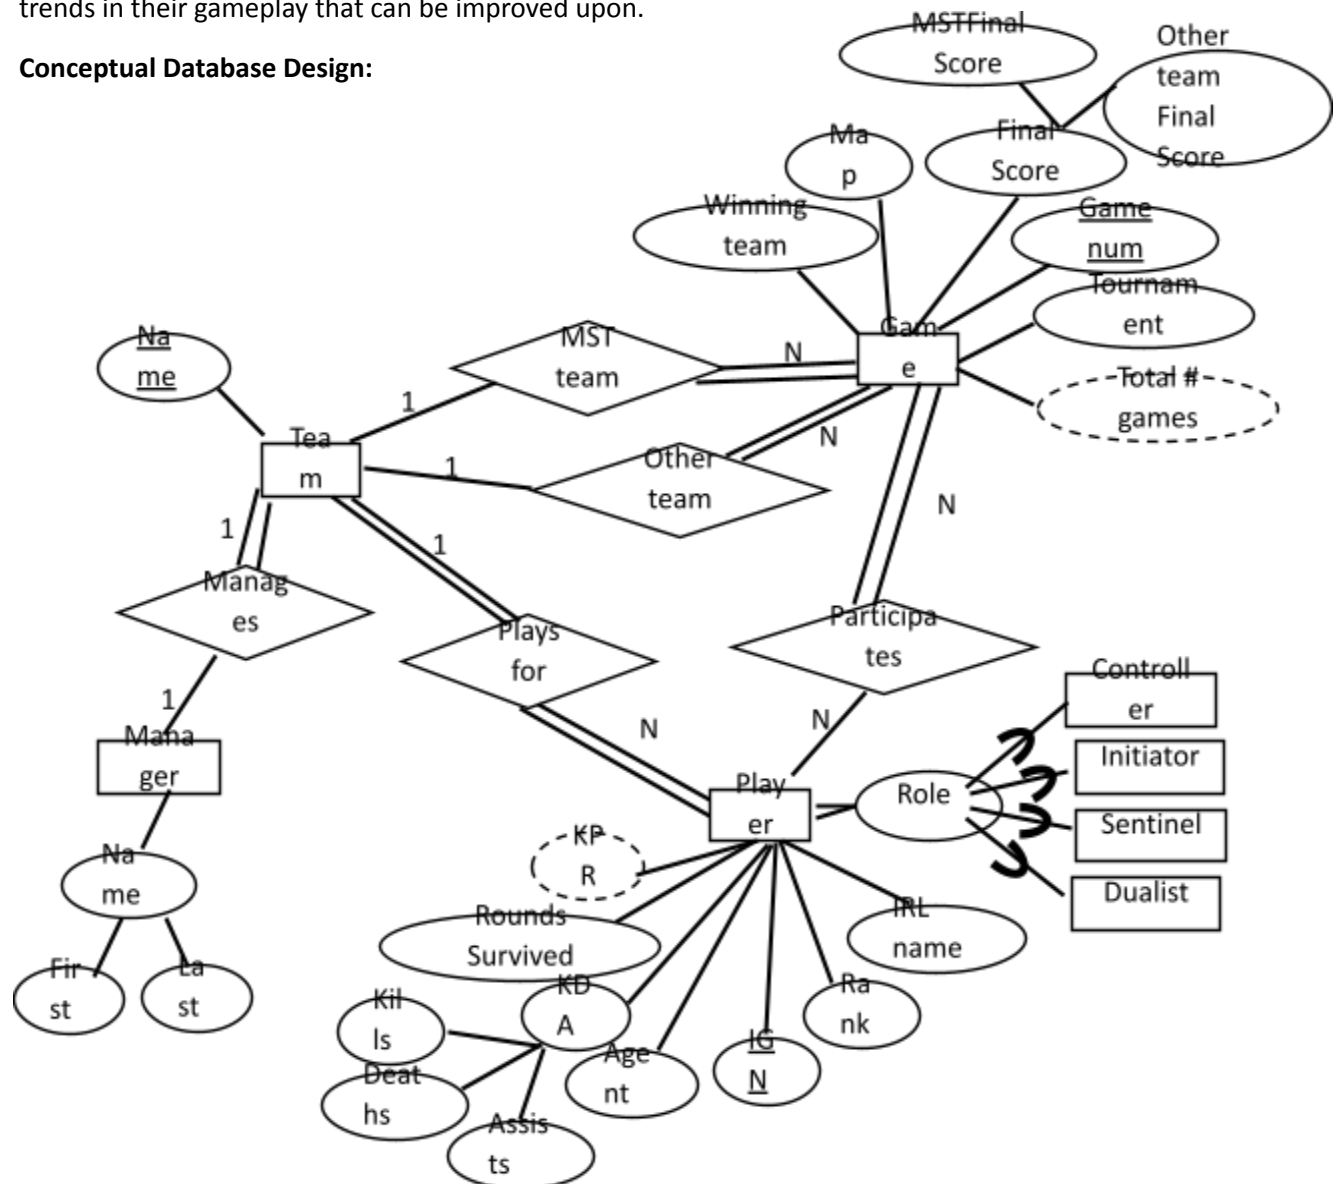 trends in their gameplay that can be improved upon.
Conceptual Database Design:
MSTFinal
Score
Other
team
Final
Score
Ma
p
Final
Score
Winning
team
Game
num
Tournam
ent
Total #
games
Gam
e
MST
team
N
1
Na
me
Tea
m
Other
team
1
N
N
1
Manag
es
1
Plays
for
Participa
tes
1
N
N
Mana
ger
Na
me
Fir
st
La
st
Play
er
Role
Controll
er
Initiator
Sentinel
Dualist
KP
R
Rounds
Survived
KD
A
Kil
ls
Deat
hs
Assis
ts
Age
nt
IG
N
Ra
nk
IRL
name